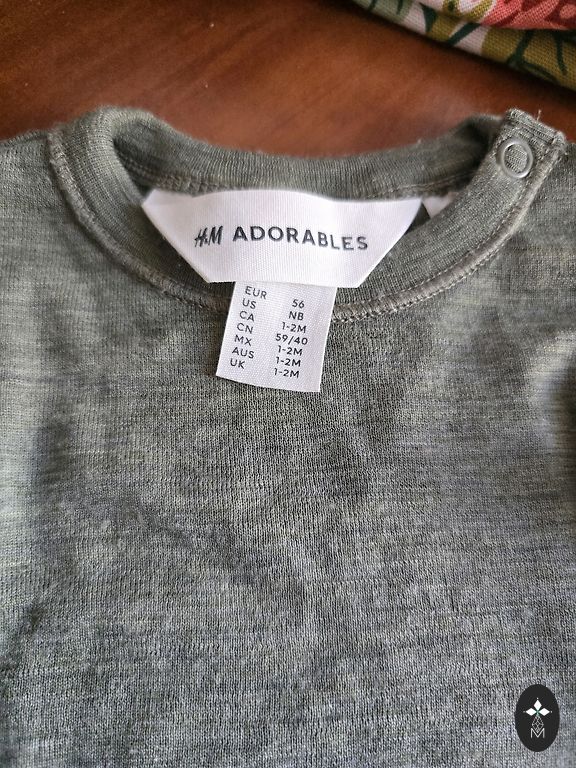 H&M ADORABLES
EUR 56
US NB
CA 1-2M
CN 59/40
MX 1-2M
AUS 1-2M
UK 1-2M
M